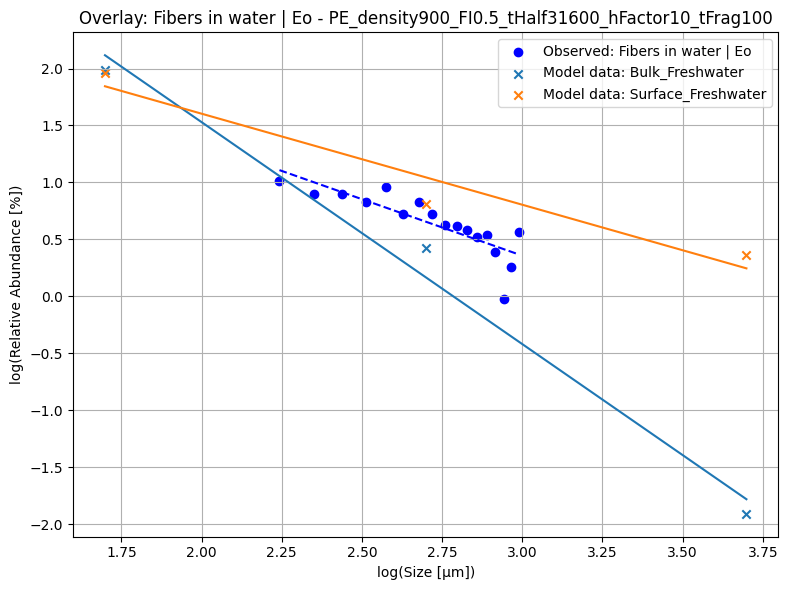 Overlay: Fibers in water | Eo - PE_density900_FI0.5_tHalf31600_hFactor10_tFrag100
Observed: Fibers in water | Eo
Model data: Bulk_Freshwater
Model data: Surface_Freshwater
log(Relative Abundance [%])
2.0
1.5
1.0
0.5
0.0
−0.5
−1.0
−1.5
−2.0
1.75 2.00 2.25 2.50 2.75 3.00 3.25 3.50 3.75
log(Size [μm])